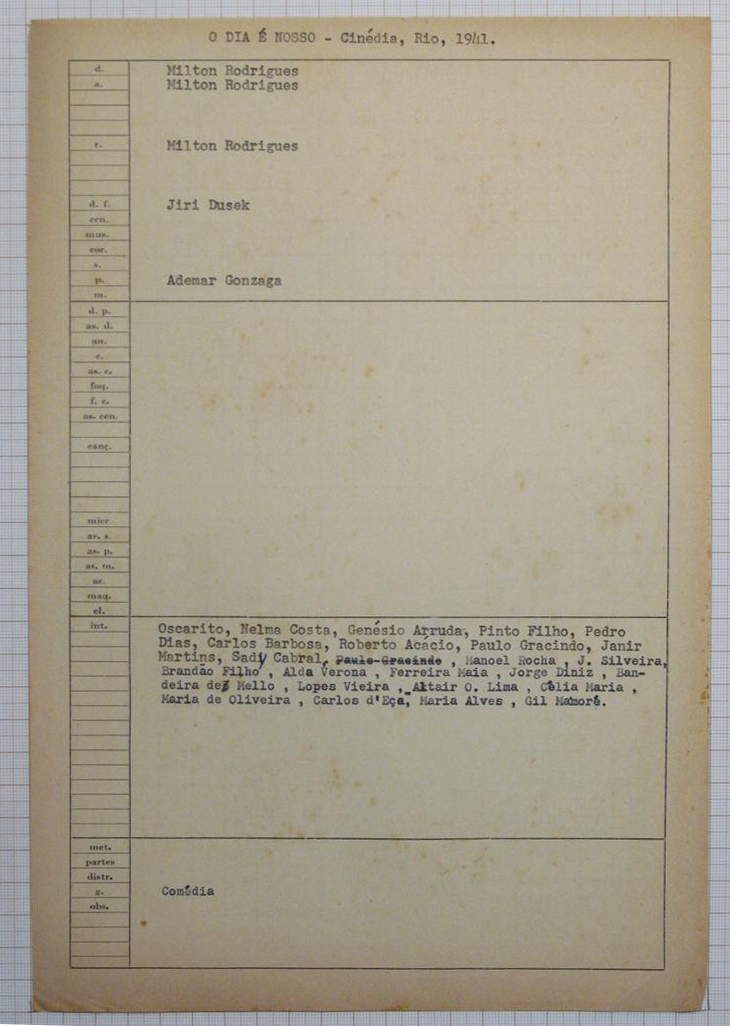 O DIA É NOSSO - Cinédia, Rio, 1941.
d. Milton Rodrigues
a. Milton Rodrigues
r. Milton Rodrigues
d. f. Jiri Dusek
cen.
mus.
cor.
s.
p. Ademar Gonzaga
m.
d. p.
as. d.
an.
c.
as. c.
foq.
f. c.
as. cen.
canç.
micr.
as. s.
as. p.
as. m.
ac.
maq.
el.
int. Oscarito, Nelma Costa, Genésio Arruda, Pinto Filho, Pedro
Dias, Carlos Barbosa, Roberto Acácio, Paulo Gracindo, Janir
Martins, Sady Cabral, Paulo Gracindo , Manoel Rocha , J. Silveira,
Brandão Filho , Alda Verona , Ferreira Maia , Jorge Diniz , Ban-
deira de Mello , Lopes Vieira , Altair O. Lima , Célia Maria ,
Maria de Oliveira , Carlos d'Eça, Maria Alves , Gil Mamoré.
met.
partes
distr.
g. Comédia
obs.